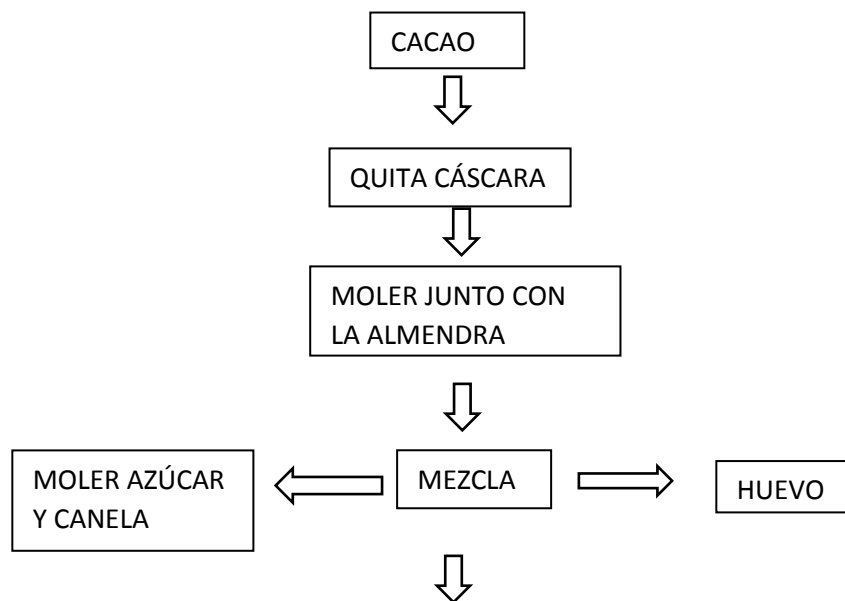 CACAO
QUITA CÁSCARA
MOLER JUNTO CON
LA ALMENDRA
MOLER AZÚCAR
Y CANELA
MEZCLA
HUEVO